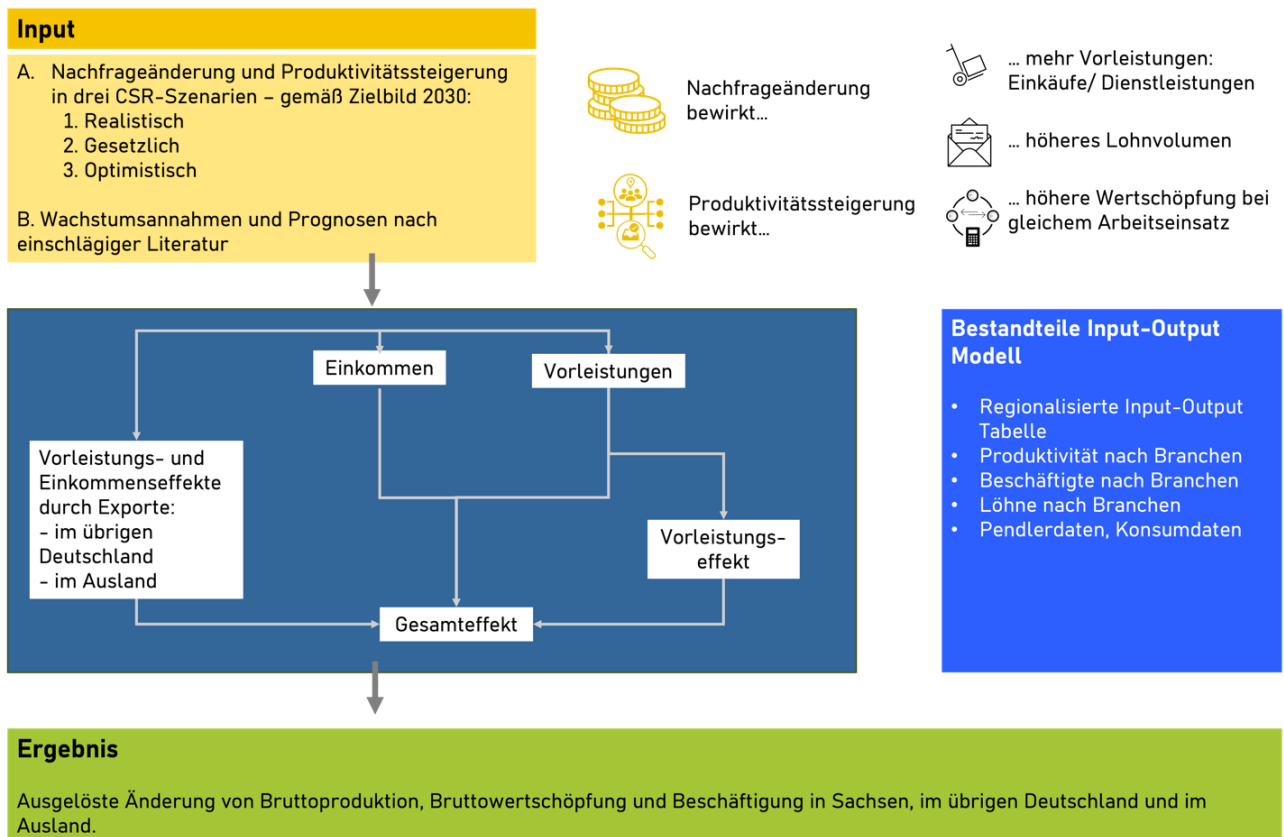 Input
A. Nachfrageänderung und Produktivitätssteigerung
in drei CSR-Szenarien – gemäß Zielbild 2030:
1. Realistisch
2. Gesetzlich
3. Optimistisch
B. Wachstumsannahmen und Prognosen nach
einschlägiger Literatur
Nachfrageänderung
bewirkt...
Produktivitätssteigerung
bewirkt...
... mehr Vorleistungen:
Einkäufe/ Dienstleistungen
... höheres Lohnvolumen
... höhere Wertschöpfung bei
gleichem Arbeitseinsatz
Einkommen
Vorleistungen
Vorleistungs- und
Einkommenseffekte
durch Exporte:
- im übrigen
Deutschland
- im Ausland
Vorleistungs-
effekt
Gesamteffekt
Bestandteile Input-Output
Modell
• Regionalisierte Input-Output
Tabelle
• Produktivität nach Branchen
• Beschäftigte nach Branchen
• Löhne nach Branchen
• Pendlerdaten, Konsumdaten
Ergebnis
Ausgelöste Änderung von Bruttoproduktion, Bruttowertschöpfung und Beschäftigung in Sachsen, im übrigen Deutschland und im
Ausland.